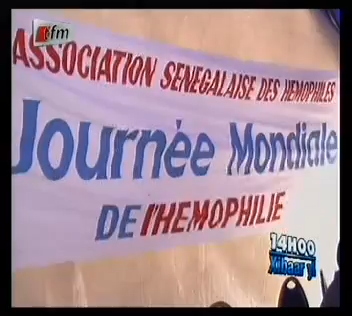 tfm
ASSOCIATION SENEGALAISE DES HEMOPHILES
Journée Mondiale
DE l'HEMOPHILIE
14H00
Xibaar yi